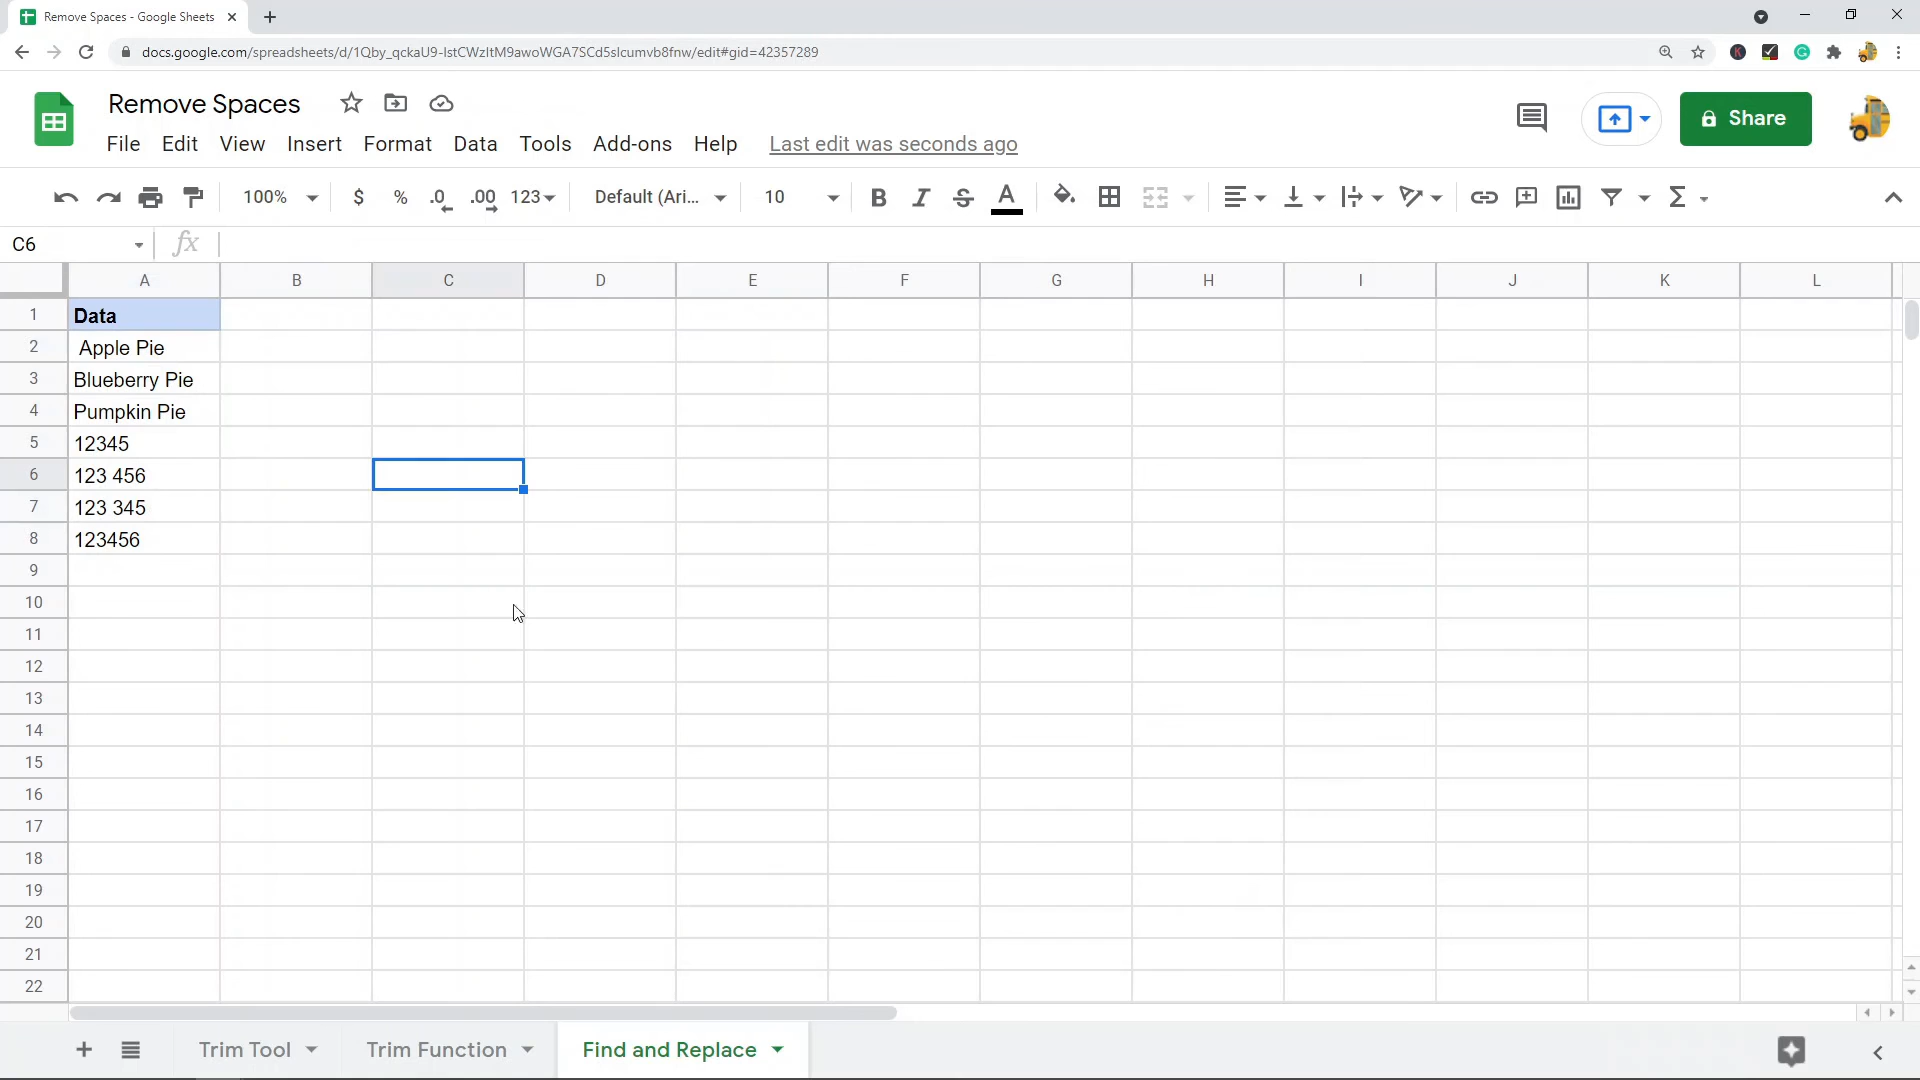 Remove Spaces - Google Sheets
docs.google.com/spreadsheets/d/1Qby_qckaU9-lstCWzltM9awoWGA7SCd5slcumvb8fnw/edit#gid=42357289
Remove Spaces
Share
File Edit View Insert Format Data Tools Add-ons Help Last edit was seconds ago
100% $ % .0 .00 123 Default (Ari... 10 B I S A Σ
C6 fx
A B C D E F G H I J K L
1 Data
2 Apple Pie
3 Blueberry Pie
4 Pumpkin Pie
5 12345
6 123 456
7 123 345
8 123456
9
10
11
12
13
14
15
16
17
18
19
20
21
22
Trim Tool Trim Function Find and Replace